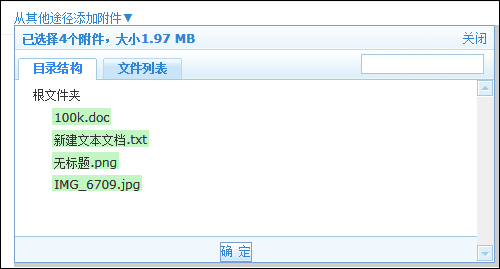 从其他途径添加附件▼
已选择4个附件，大小1.97 MB 关闭
目录结构 文件列表
根文件夹
100k.doc
新建文本文档.txt
无标题.png
IMG_6709.jpg
确 定